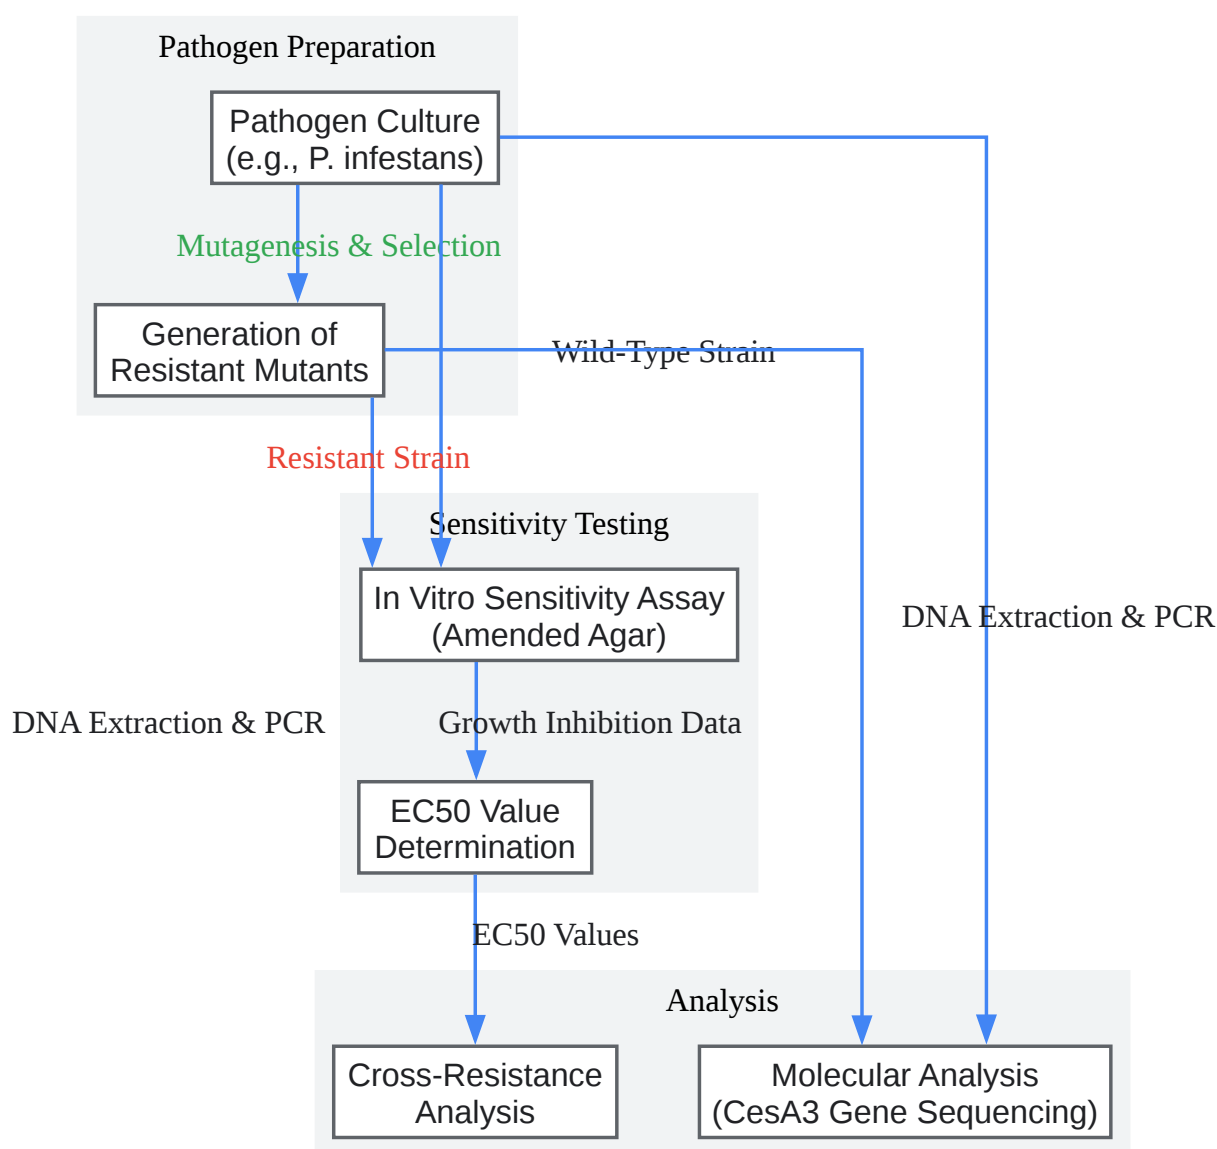 Pathogen Preparation
Pathogen Culture
(e.g., P. infestans)
Mutagenesis & Selection
Generation of
Resistant Mutants
Wild-Type Strain
Resistant Strain
Sensitivity Testing
In Vitro Sensitivity Assay
(Amended Agar)
DNA Extraction & PCR
DNA Extraction & PCR
Growth Inhibition Data
EC50 Value
Determination
EC50 Values
Analysis
Cross-Resistance
Analysis
Molecular Analysis
(CesA3 Gene Sequencing)